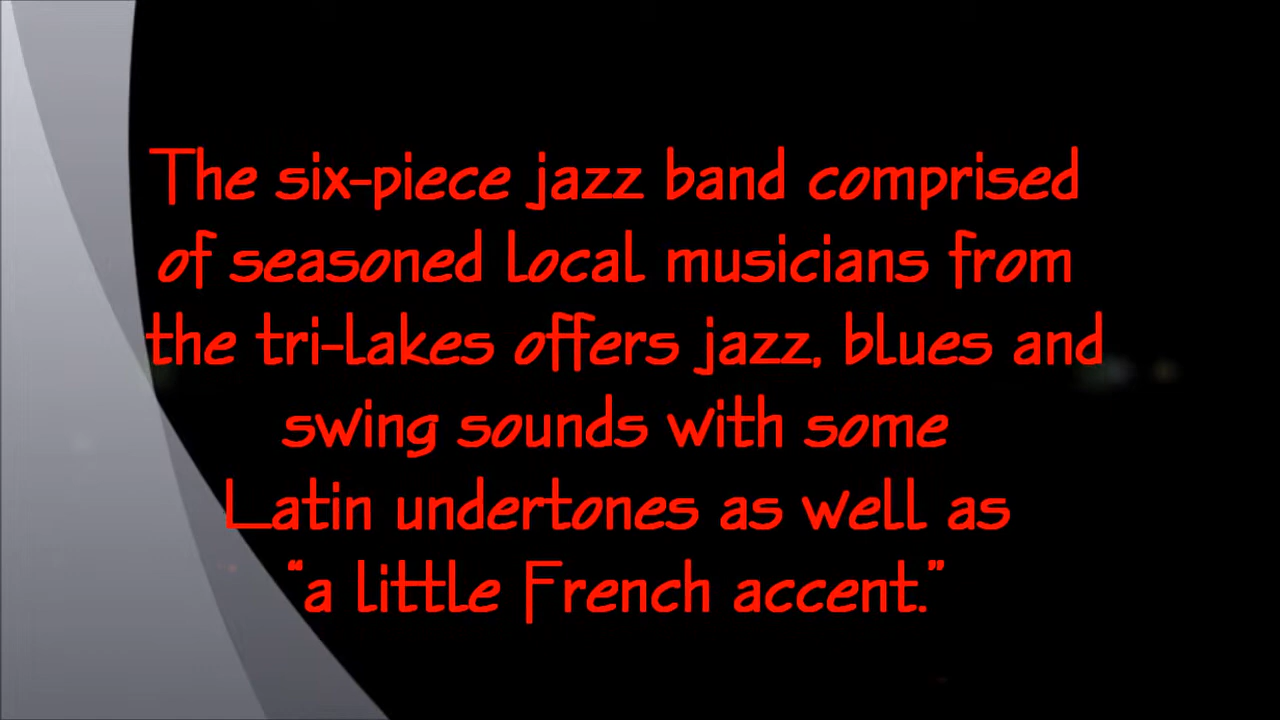 The six-piece jazz band comprised
of seasoned local musicians from
the tri-lakes offers jazz, blues and
swing sounds with some
Latin undertones as well as
“a little French accent.”